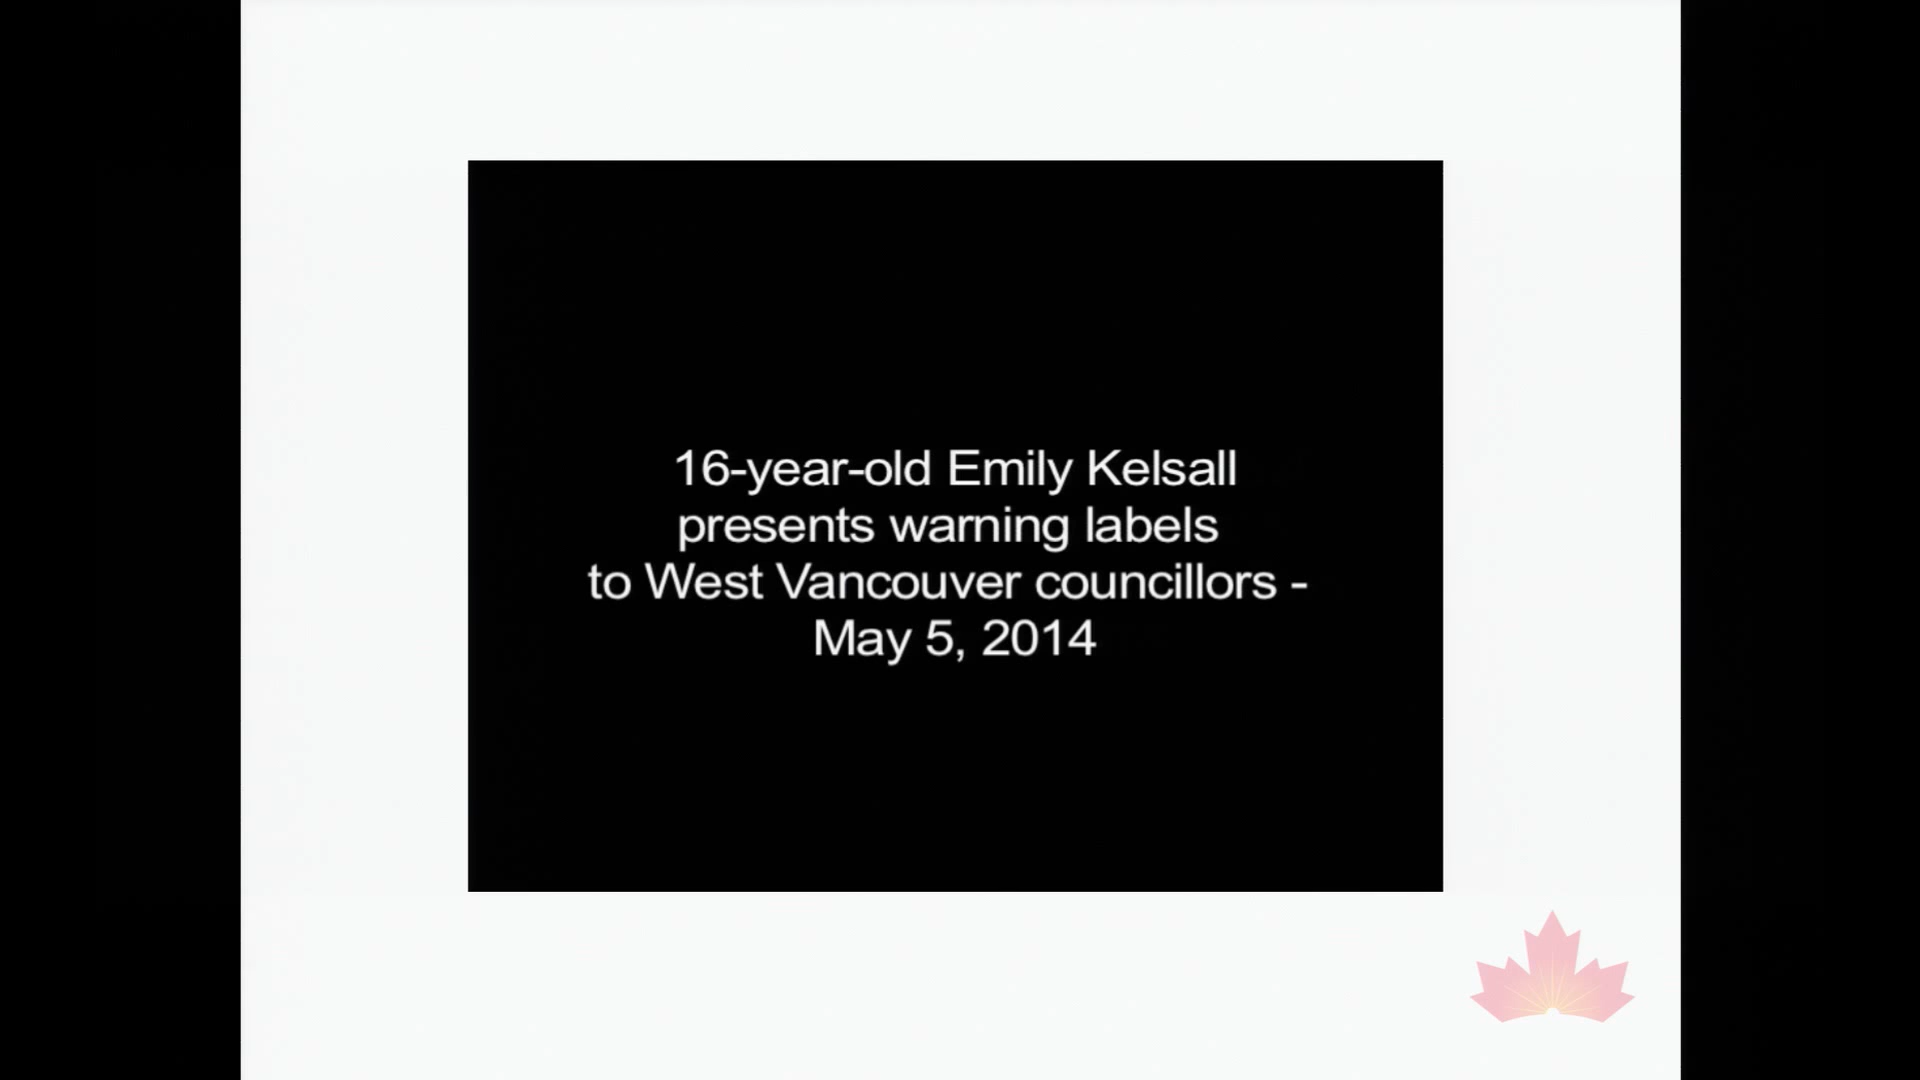 16-year-old Emily Kelsall
presents warning labels
to West Vancouver councillors -
May 5, 2014